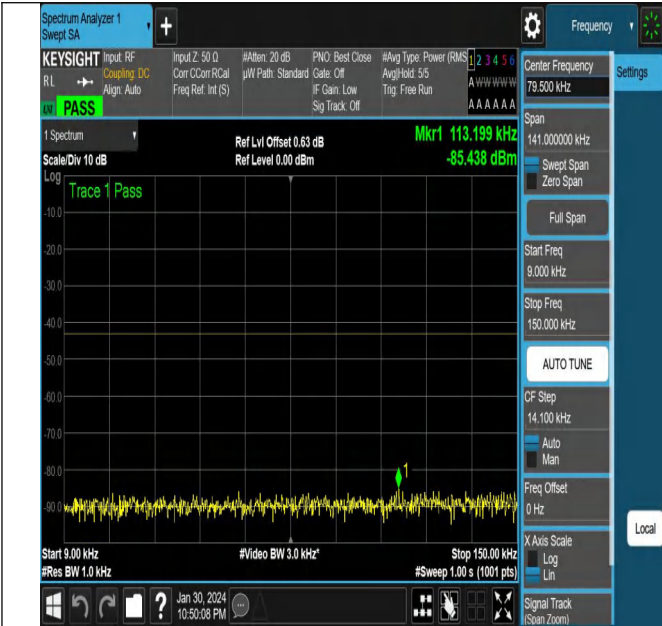 Spectrum Analyzer 1
Swept SA
+
Frequency
KEYSIGHT
RL
LXI
PASS
Input: RF
Coupling: DC
Align: Auto
Input Z: 50 Ω
Corr CCorr RCal
Freq Ref: Int (S)
#Atten: 20 dB
µW Path: Standard
PNO: Best Close
Gate: Off
IF Gain: Low
Sig Track: Off
#Avg Type: Power (RMS
Avg|Hold: 5/5
Trig: Free Run
1 2 3 4 5 6
A W W W W W
A A A A A A
1 Spectrum
Scale/Div 10 dB
Ref Lvl Offset 0.63 dB
Ref Level 0.00 dBm
Mkr1 113.199 kHz
-85.438 dBm
Log
Trace 1 Pass
-10.0
-20.0
-30.0
-50.0
-60.0
-70.0
-80.0
-90.0
1
Start 9.00 kHz
#Res BW 1.0 kHz
#Video BW 3.0 kHz*
Stop 150.00 kHz
#Sweep 1.00 s (1001 pts)
?
Jan 30, 2024
10:50:08 PM
Center Frequency
79.500 kHz
Span
141.000000 kHz
Swept Span
Zero Span
Full Span
Start Freq
9.000 kHz
Stop Freq
150.000 kHz
AUTO TUNE
CF Step
14.100 kHz
Auto
Man
Freq Offset
0 Hz
X Axis Scale
Log
Lin
Signal Track
(Span Zoom)
Settings
Local